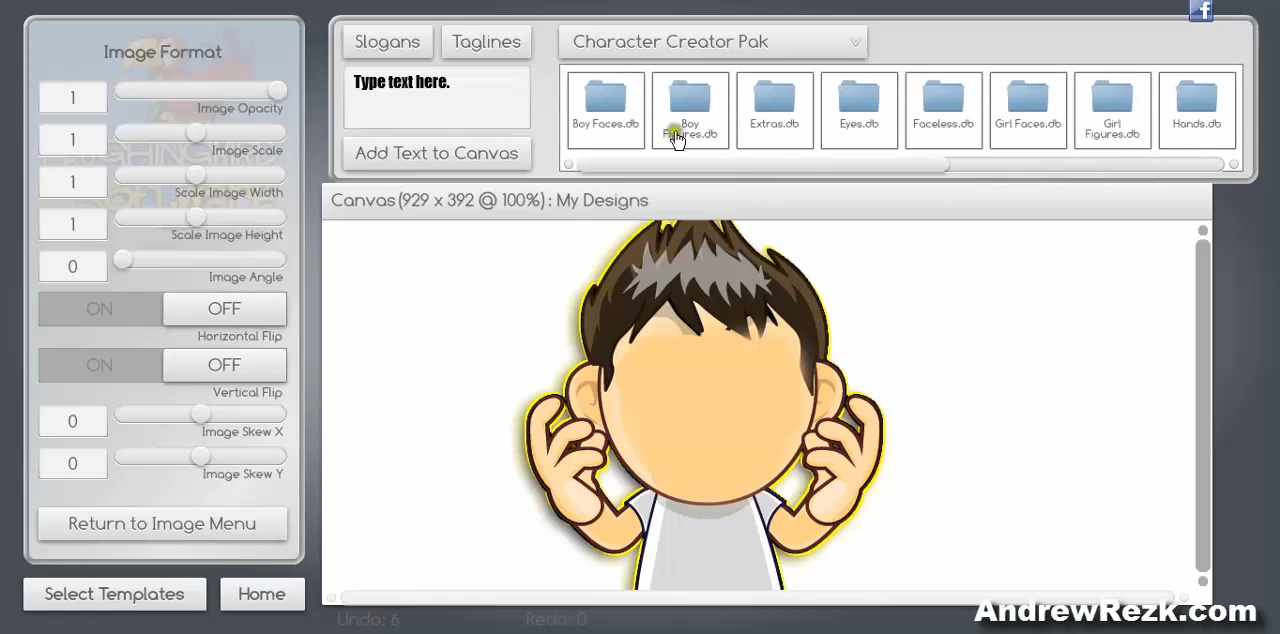 Image Format
1
Image Opacity
1
Image Scale
1
Scale Image Width
1
Scale Image Height
0
Image Angle
ON OFF
Horizontal Flip
ON OFF
Vertical Flip
0
Image Skew X
0
Image Skew Y
Return to Image Menu
Select Templates Home
Slogans Taglines
Type text here.
Add Text to Canvas
Character Creator Pak
Boy Faces.db
Boy
Extras.db
Eyes.db
Faceless.db
Girl Faces.db
Girl
Figures.db
Hands.db
Canvas(929 x 392 @ 100%) : My Designs
Undo: 6 Redo: 0
AndrewRezk.com